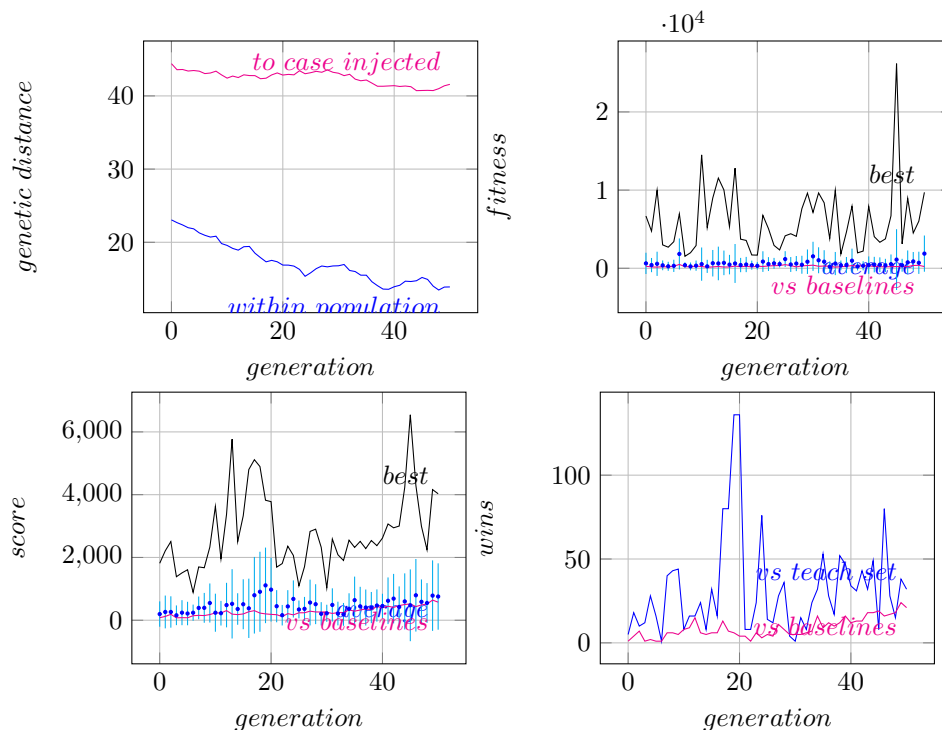 to case injected
within population
genetic distance
40
30
20
0
20
40
generation
·10^4
best
average
vs baselines
fitness
2
1
0
0
20
40
generation
best
average
vs baselines
score
6,000
4,000
2,000
0
0
20
40
generation
vs teach set
vs baselines
wins
100
50
0
0
20
40
generation